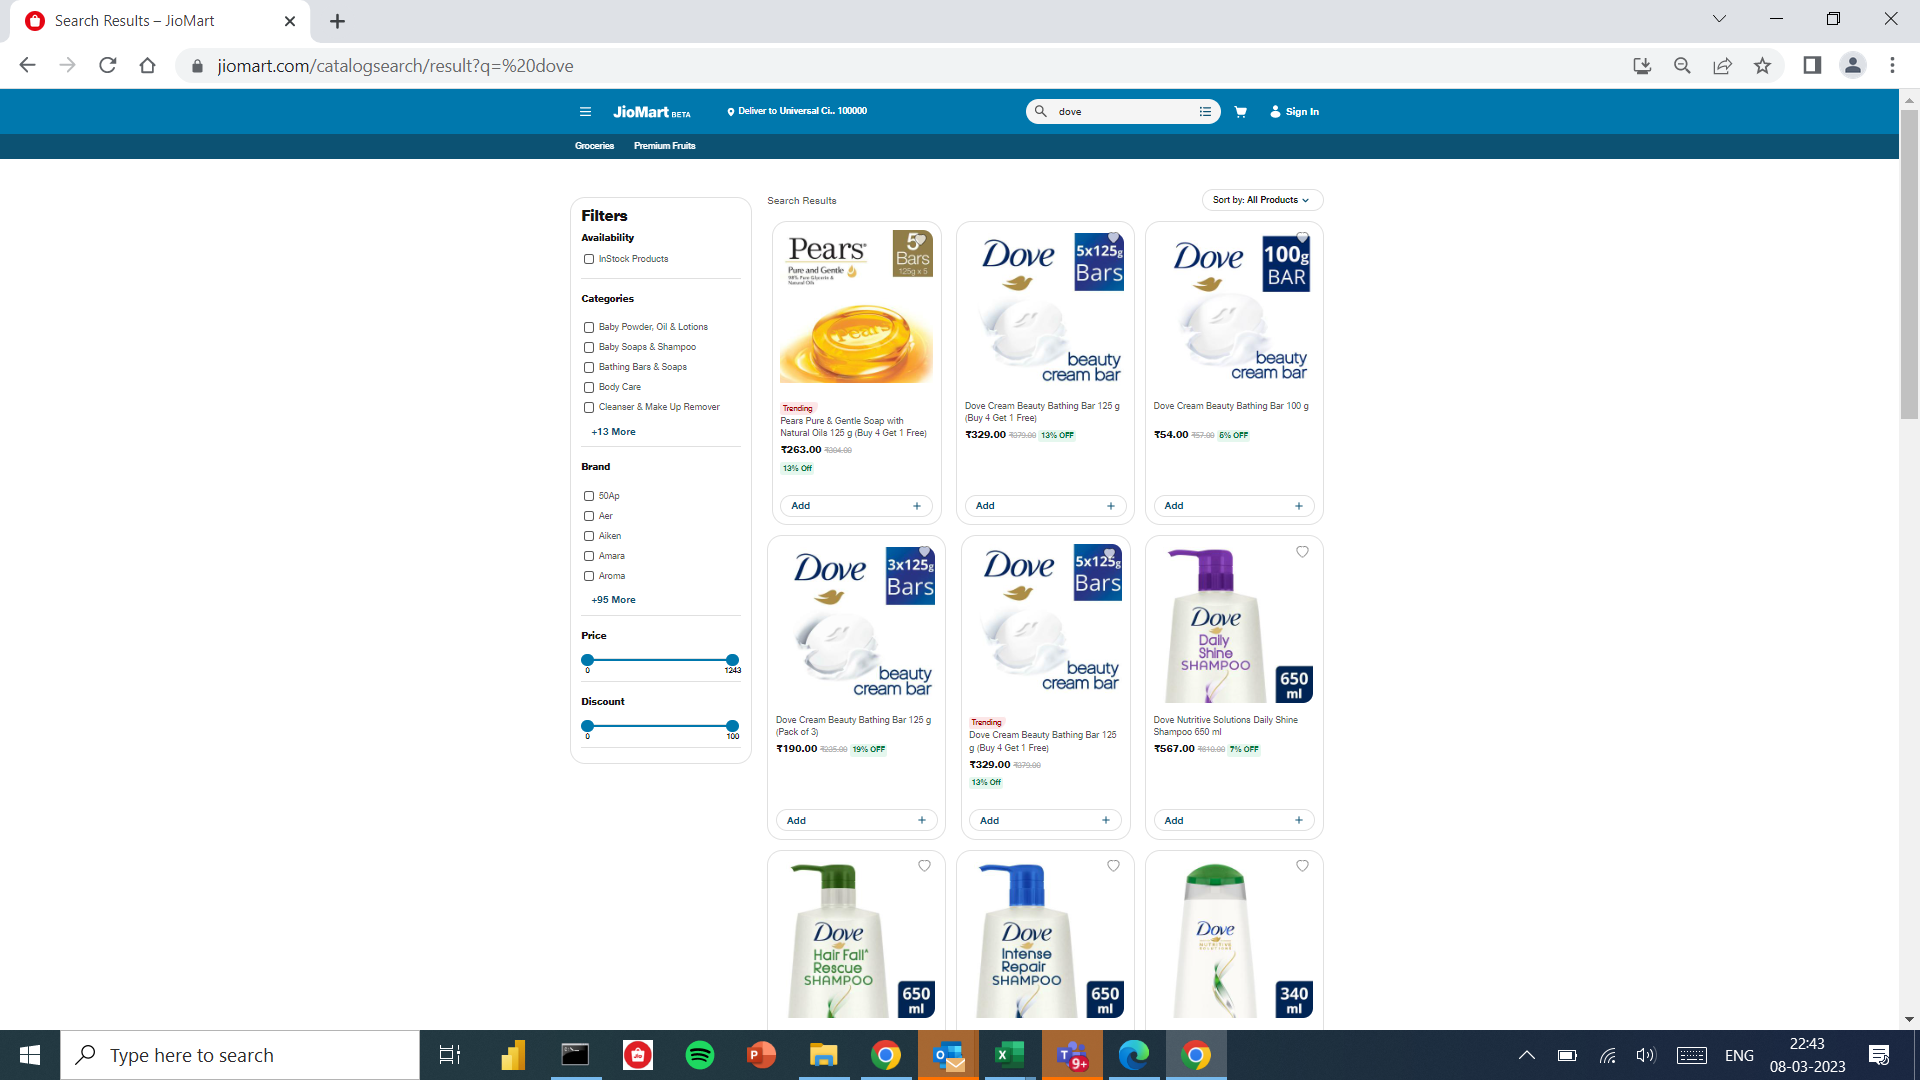 Search Results – JioMart
jiomart.com/catalogsearch/result?q=%20dove
JioMart BETA
Deliver to Universal Ci.. 100000
dove
Sign In
Groceries
Premium Fruits
Filters
Availability
InStock Products
Categories
Baby Powder, Oil & Lotions
Baby Soaps & Shampoo
Bathing Bars & Soaps
Body Care
Cleanser & Make Up Remover
+13 More
Brand
50Ap
Aer
Aiken
Amara
Aroma
+95 More
Price
0
1243
Discount
0
100
Search Results
Sort by: All Products
Pears
Pure and Gentle
98% Pure Glycerin &
Natural Oils
5
Bars
125g x 5
Pears
Trending
Pears Pure & Gentle Soap with
Natural Oils 125 g (Buy 4 Get 1 Free)
₹263.00 ₹304.00
13% Off
Add +
Dove
5x125g
Bars
beauty
cream bar
Dove Cream Beauty Bathing Bar 125 g
(Buy 4 Get 1 Free)
₹329.00 ₹379.00 13% OFF
Add +
Dove
100g
BAR
beauty
cream bar
Dove Cream Beauty Bathing Bar 100 g
₹54.00 ₹57.00 5% OFF
Add +
Dove
3x125g
Bars
beauty
cream bar
Dove Cream Beauty Bathing Bar 125 g
(Pack of 3)
₹190.00 ₹235.00 19% OFF
Add +
Dove
5x125g
Bars
beauty
cream bar
Trending
Dove Cream Beauty Bathing Bar 125
g (Buy 4 Get 1 Free)
₹329.00 ₹379.00
13% Off
Add +
Dove
Daily
Shine
SHAMPOO
650
ml
Dove Nutritive Solutions Daily Shine
Shampoo 650 ml
₹567.00 ₹610.00 7% OFF
Add +
Dove
Hair Fall
Rescue
SHAMPOO
650
ml
Dove
Intense
Repair
SHAMPOO
650
ml
Dove
NUTRITIVE
SOLUTIONS
340
ml
Type here to search
9+
ENG
22:43
08-03-2023